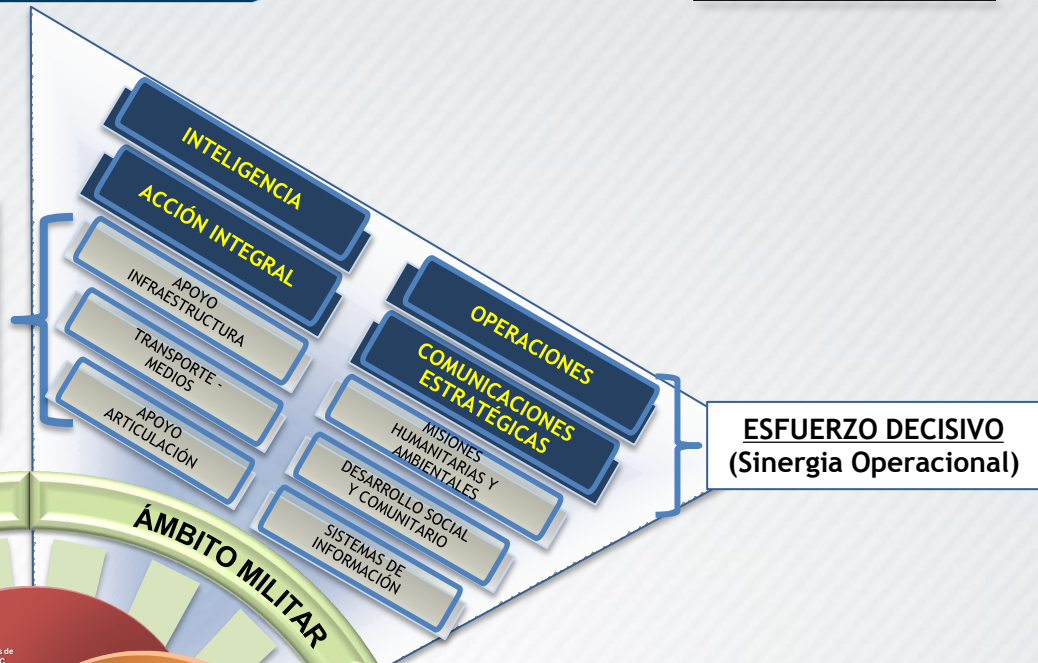 INTELIGENCIA
ACCIÓN INTEGRAL
APOYO
INFRAESTRUCTURA
TRANSPORTE -
MEDIOS
APOYO
ARTICULACIÓN
OPERACIONES
COMUNICACIONES
ESTRATÉGICAS
MISIONES
HUMANITARIAS Y
AMBIENTALES
DESARROLLO SOCIAL
Y COMUNITARIO
SISTEMAS DE
INFORMACIÓN
ESFUERZO DECISIVO
(Sinergia Operacional)
ÁMBITO MILITAR
s de
C